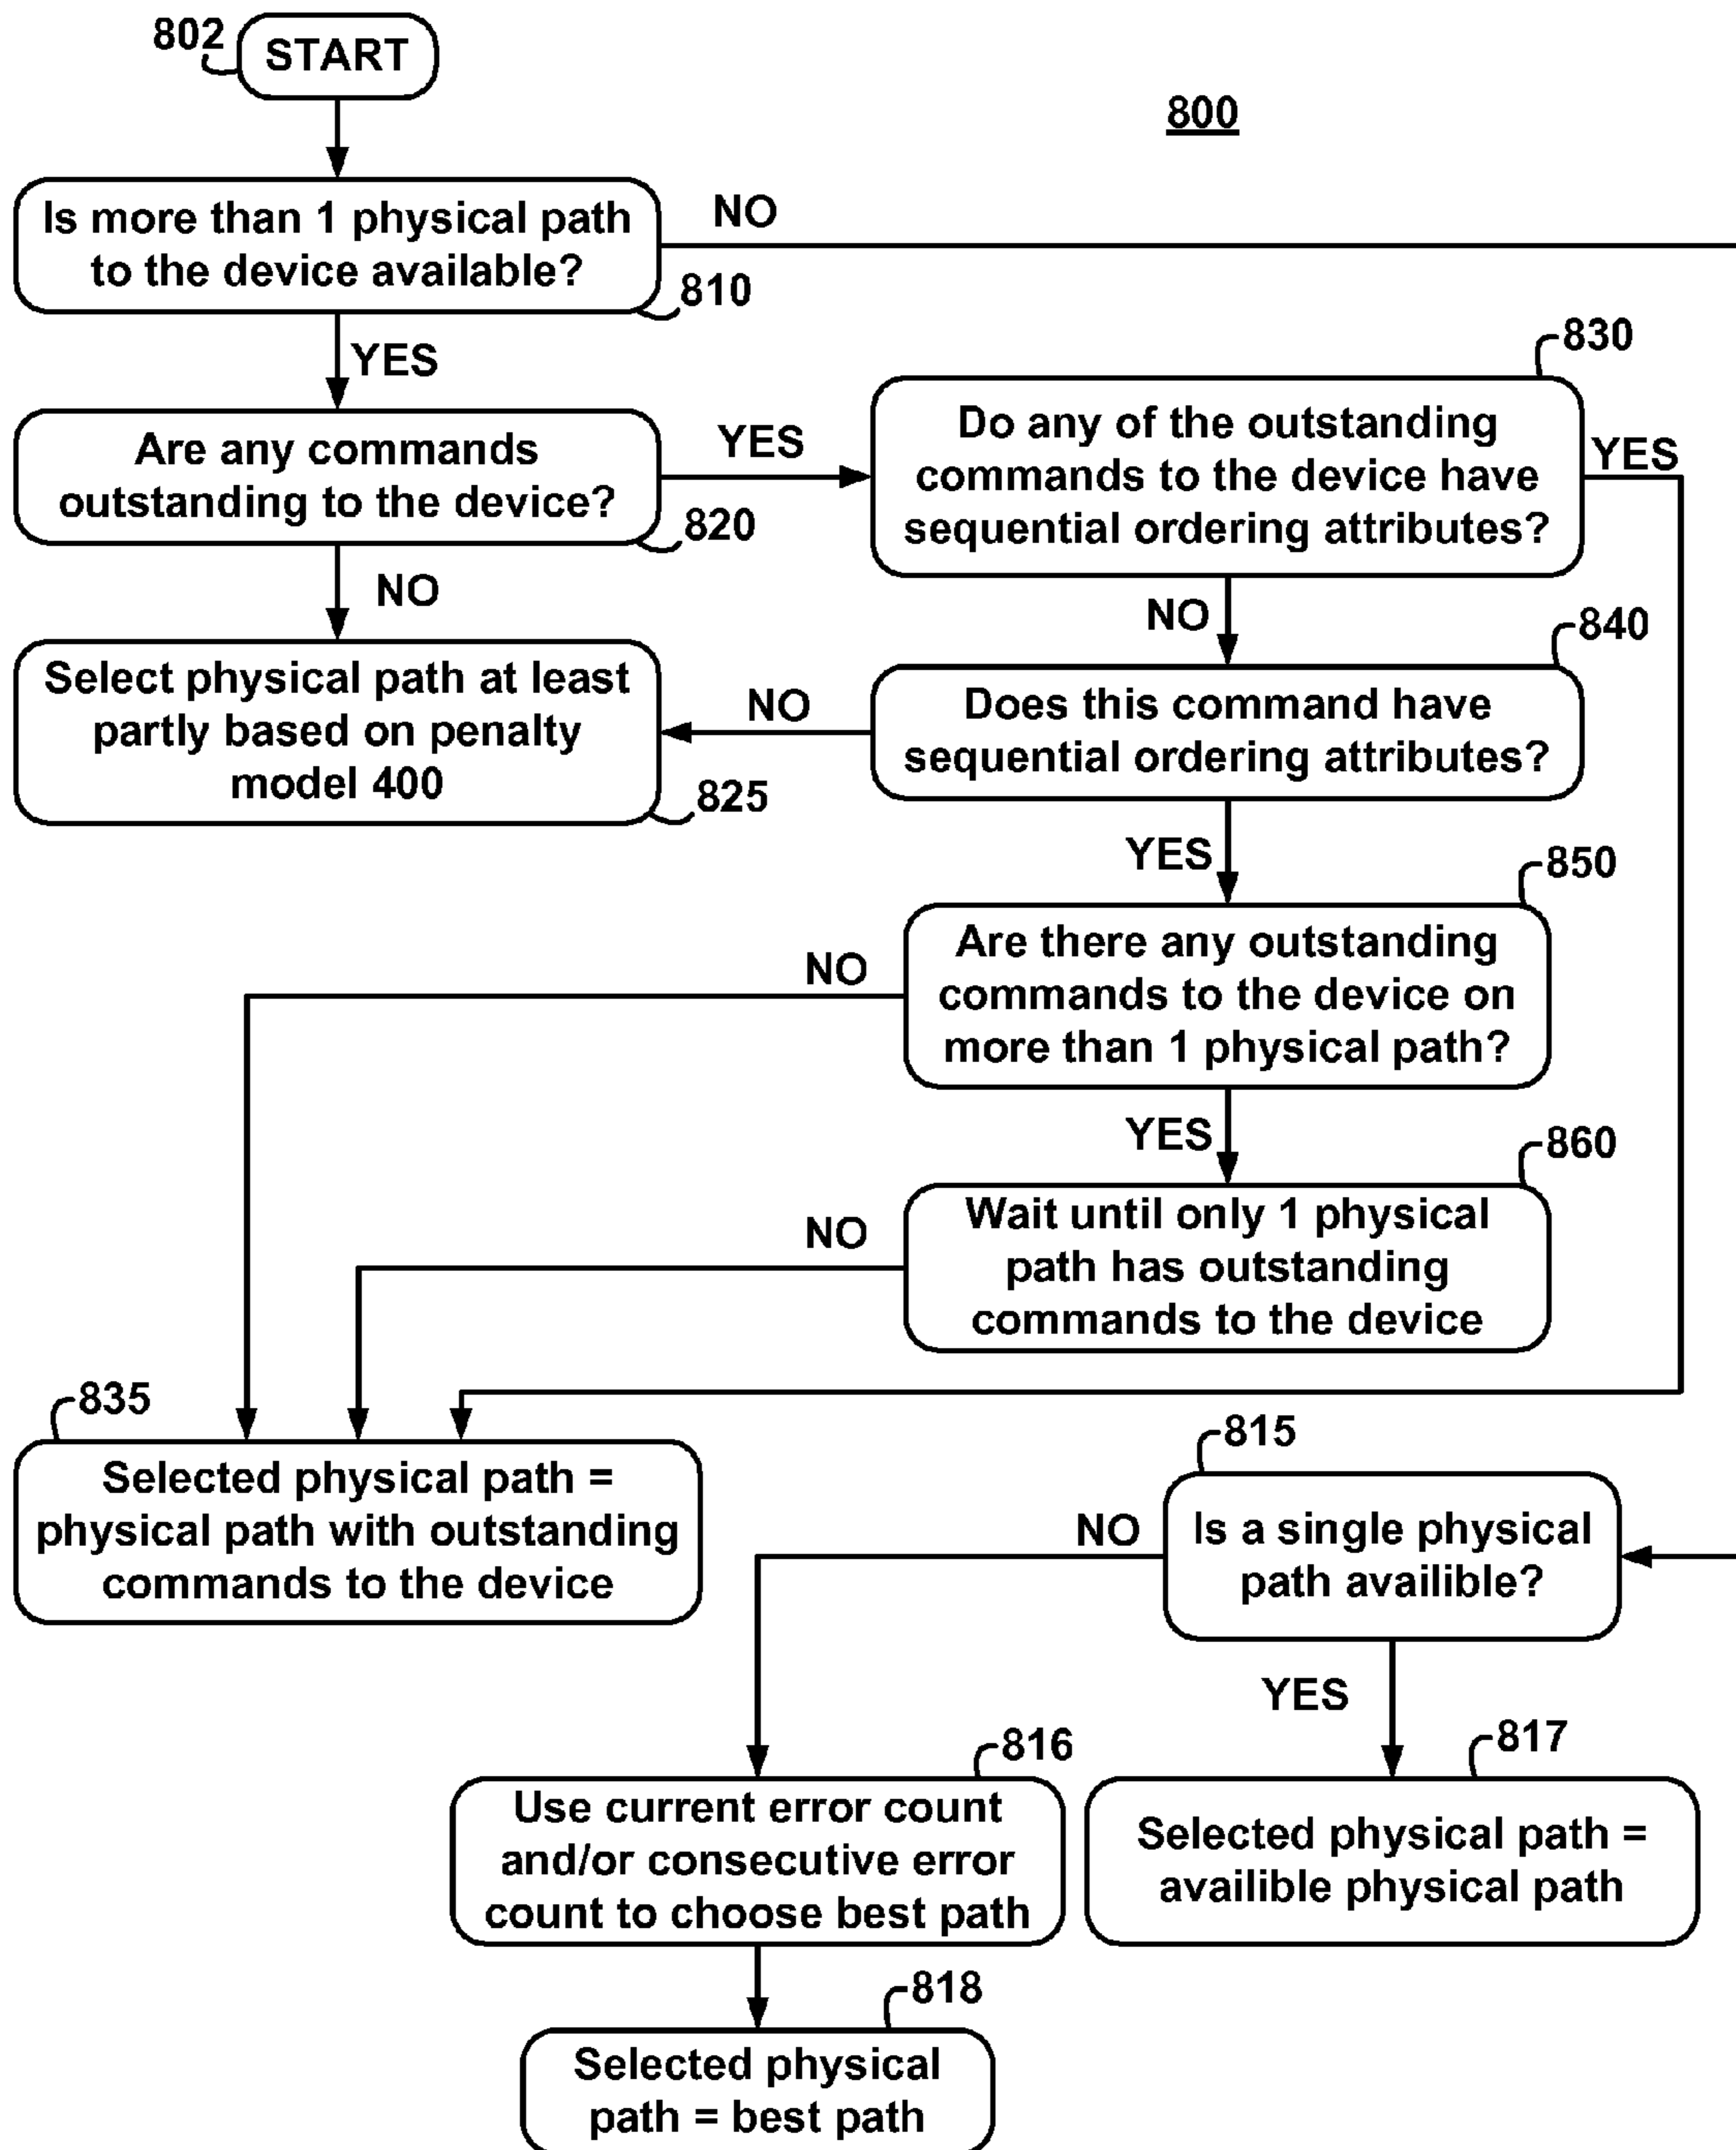 802
START
800
Is more than 1 physical path
to the device available?
NO
810
YES
830
Are any commands
outstanding to the device?
YES
820
Do any of the outstanding
commands to the device have
sequential ordering attributes?
YES
NO
NO
840
Select physical path at least
partly based on penalty
model 400
825
NO
Does this command have
sequential ordering attributes?
YES
850
Are there any outstanding
commands to the device on
more than 1 physical path?
NO
YES
860
Wait until only 1 physical
path has outstanding
commands to the device
NO
835
Selected physical path =
physical path with outstanding
commands to the device
815
Is a single physical
path availible?
NO
YES
816
Use current error count
and/or consecutive error
count to choose best path
817
Selected physical path =
availible physical path
818
Selected physical
path = best path